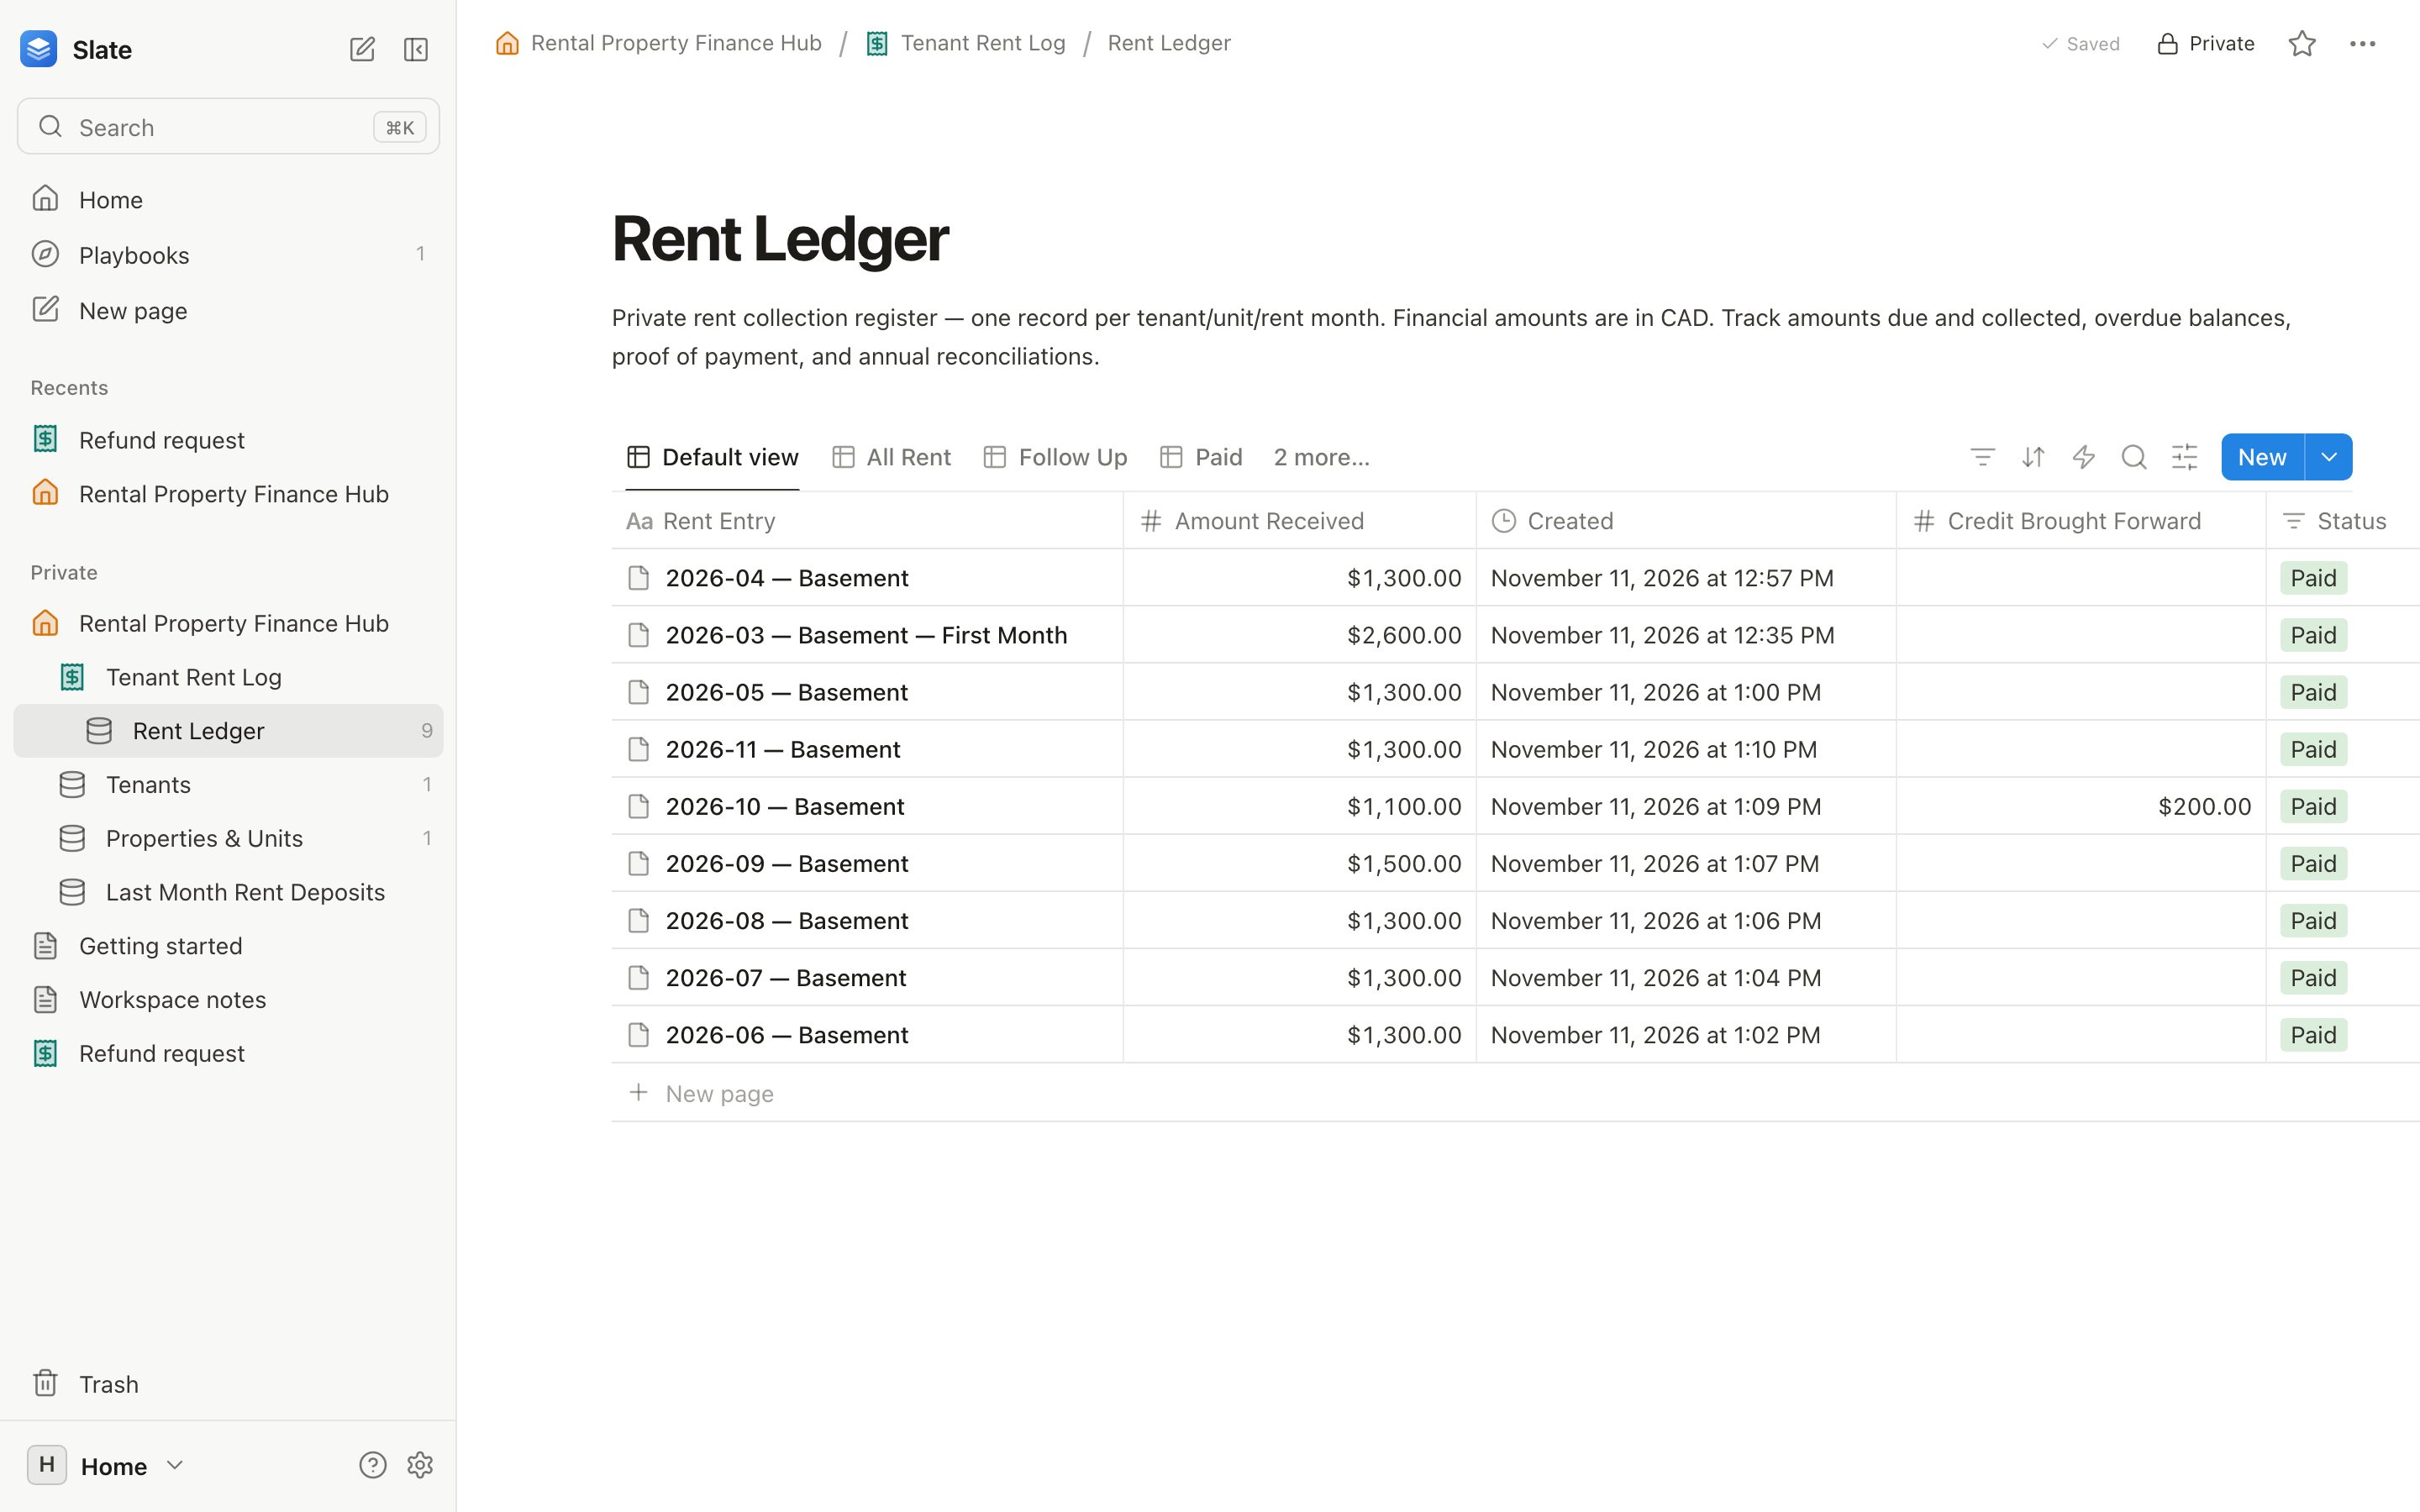 Slate
Search ⌘K
Home
Playbooks 1
New page
Recents
Refund request
Rental Property Finance Hub
Private
Rental Property Finance Hub
Tenant Rent Log
Rent Ledger 9
Tenants 1
Properties & Units 1
Last Month Rent Deposits
Getting started
Workspace notes
Refund request
Trash
H Home
Rental Property Finance Hub / Tenant Rent Log / Rent Ledger
Saved Private
Rent Ledger
Private rent collection register — one record per tenant/unit/rent month. Financial amounts are in CAD. Track amounts due and collected, overdue balances,
proof of payment, and annual reconciliations.
Default view All Rent Follow Up Paid 2 more... New
Aa Rent Entry # Amount Received Created # Credit Brought Forward Status
2026-04 — Basement $1,300.00 November 11, 2026 at 12:57 PM Paid
2026-03 — Basement — First Month $2,600.00 November 11, 2026 at 12:35 PM Paid
2026-05 — Basement $1,300.00 November 11, 2026 at 1:00 PM Paid
2026-11 — Basement $1,300.00 November 11, 2026 at 1:10 PM Paid
2026-10 — Basement $1,100.00 November 11, 2026 at 1:09 PM $200.00 Paid
2026-09 — Basement $1,500.00 November 11, 2026 at 1:07 PM Paid
2026-08 — Basement $1,300.00 November 11, 2026 at 1:06 PM Paid
2026-07 — Basement $1,300.00 November 11, 2026 at 1:04 PM Paid
2026-06 — Basement $1,300.00 November 11, 2026 at 1:02 PM Paid
New page